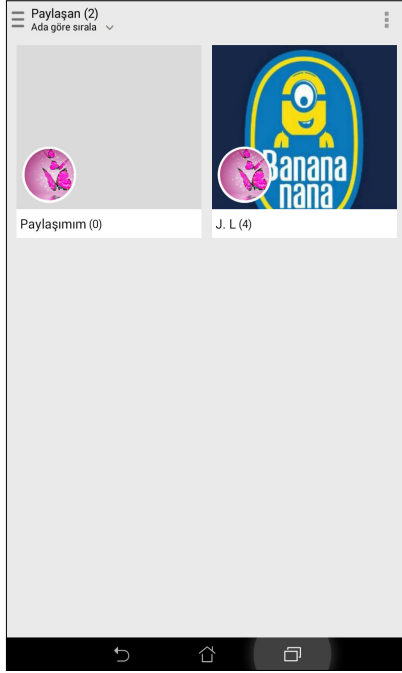 Paylaşan (2)
Ada göre sırala
Banana
nana
Paylaşımım (0)
J. L (4)